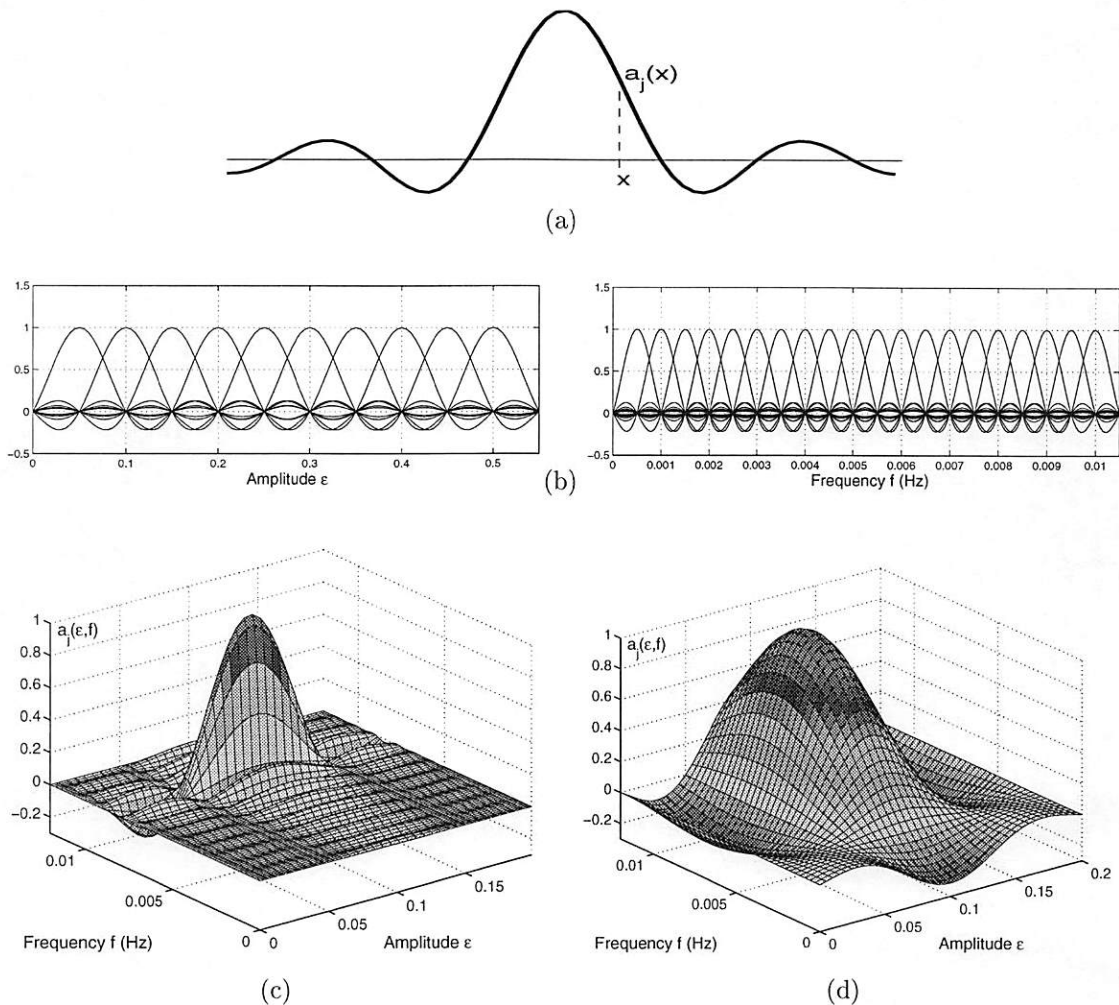 a_j(x)
x
(a)
1.5
1
0.5
0
−0.5
0 0.1 0.2 0.3 0.4 0.5
Amplitude ε
1.5
1
0.5
0
−0.5
0 0.001 0.002 0.003 0.004 0.005 0.006 0.007 0.008 0.009 0.01
Frequency f (Hz)
(b)
a_j(ε,f)
1
0.8
0.6
0.4
0.2
0
−0.2
0.01
0.005
0
0
0.05
0.1
0.15
Frequency f (Hz)
Amplitude ε
(c)
a_j(ε,f)
1
0.8
0.6
0.4
0.2
0
−0.2
0.01
0.005
0
0
0.05
0.1
0.15
0.2
Frequency f (Hz)
Amplitude ε
(d)